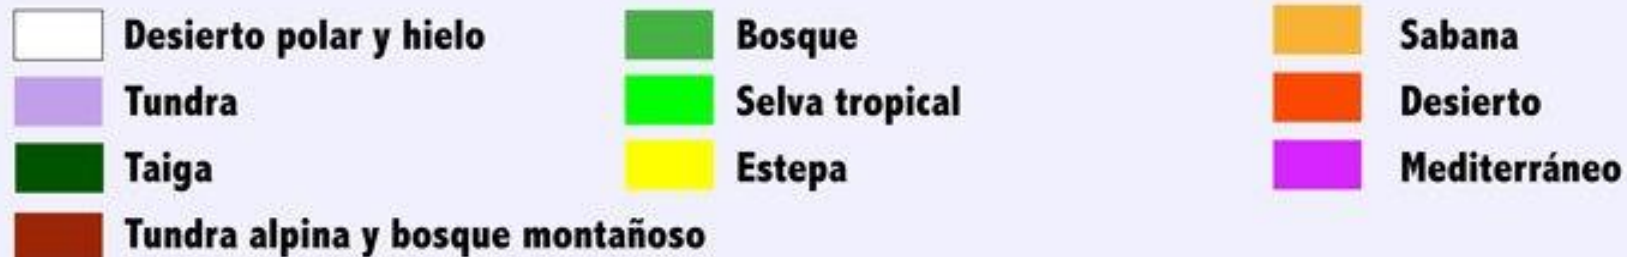 Desierto polar y hielo
Tundra
Taiga
Tundra alpina y bosque montañoso
Bosque
Selva tropical
Estepa
Sabana
Desierto
Mediterráneo